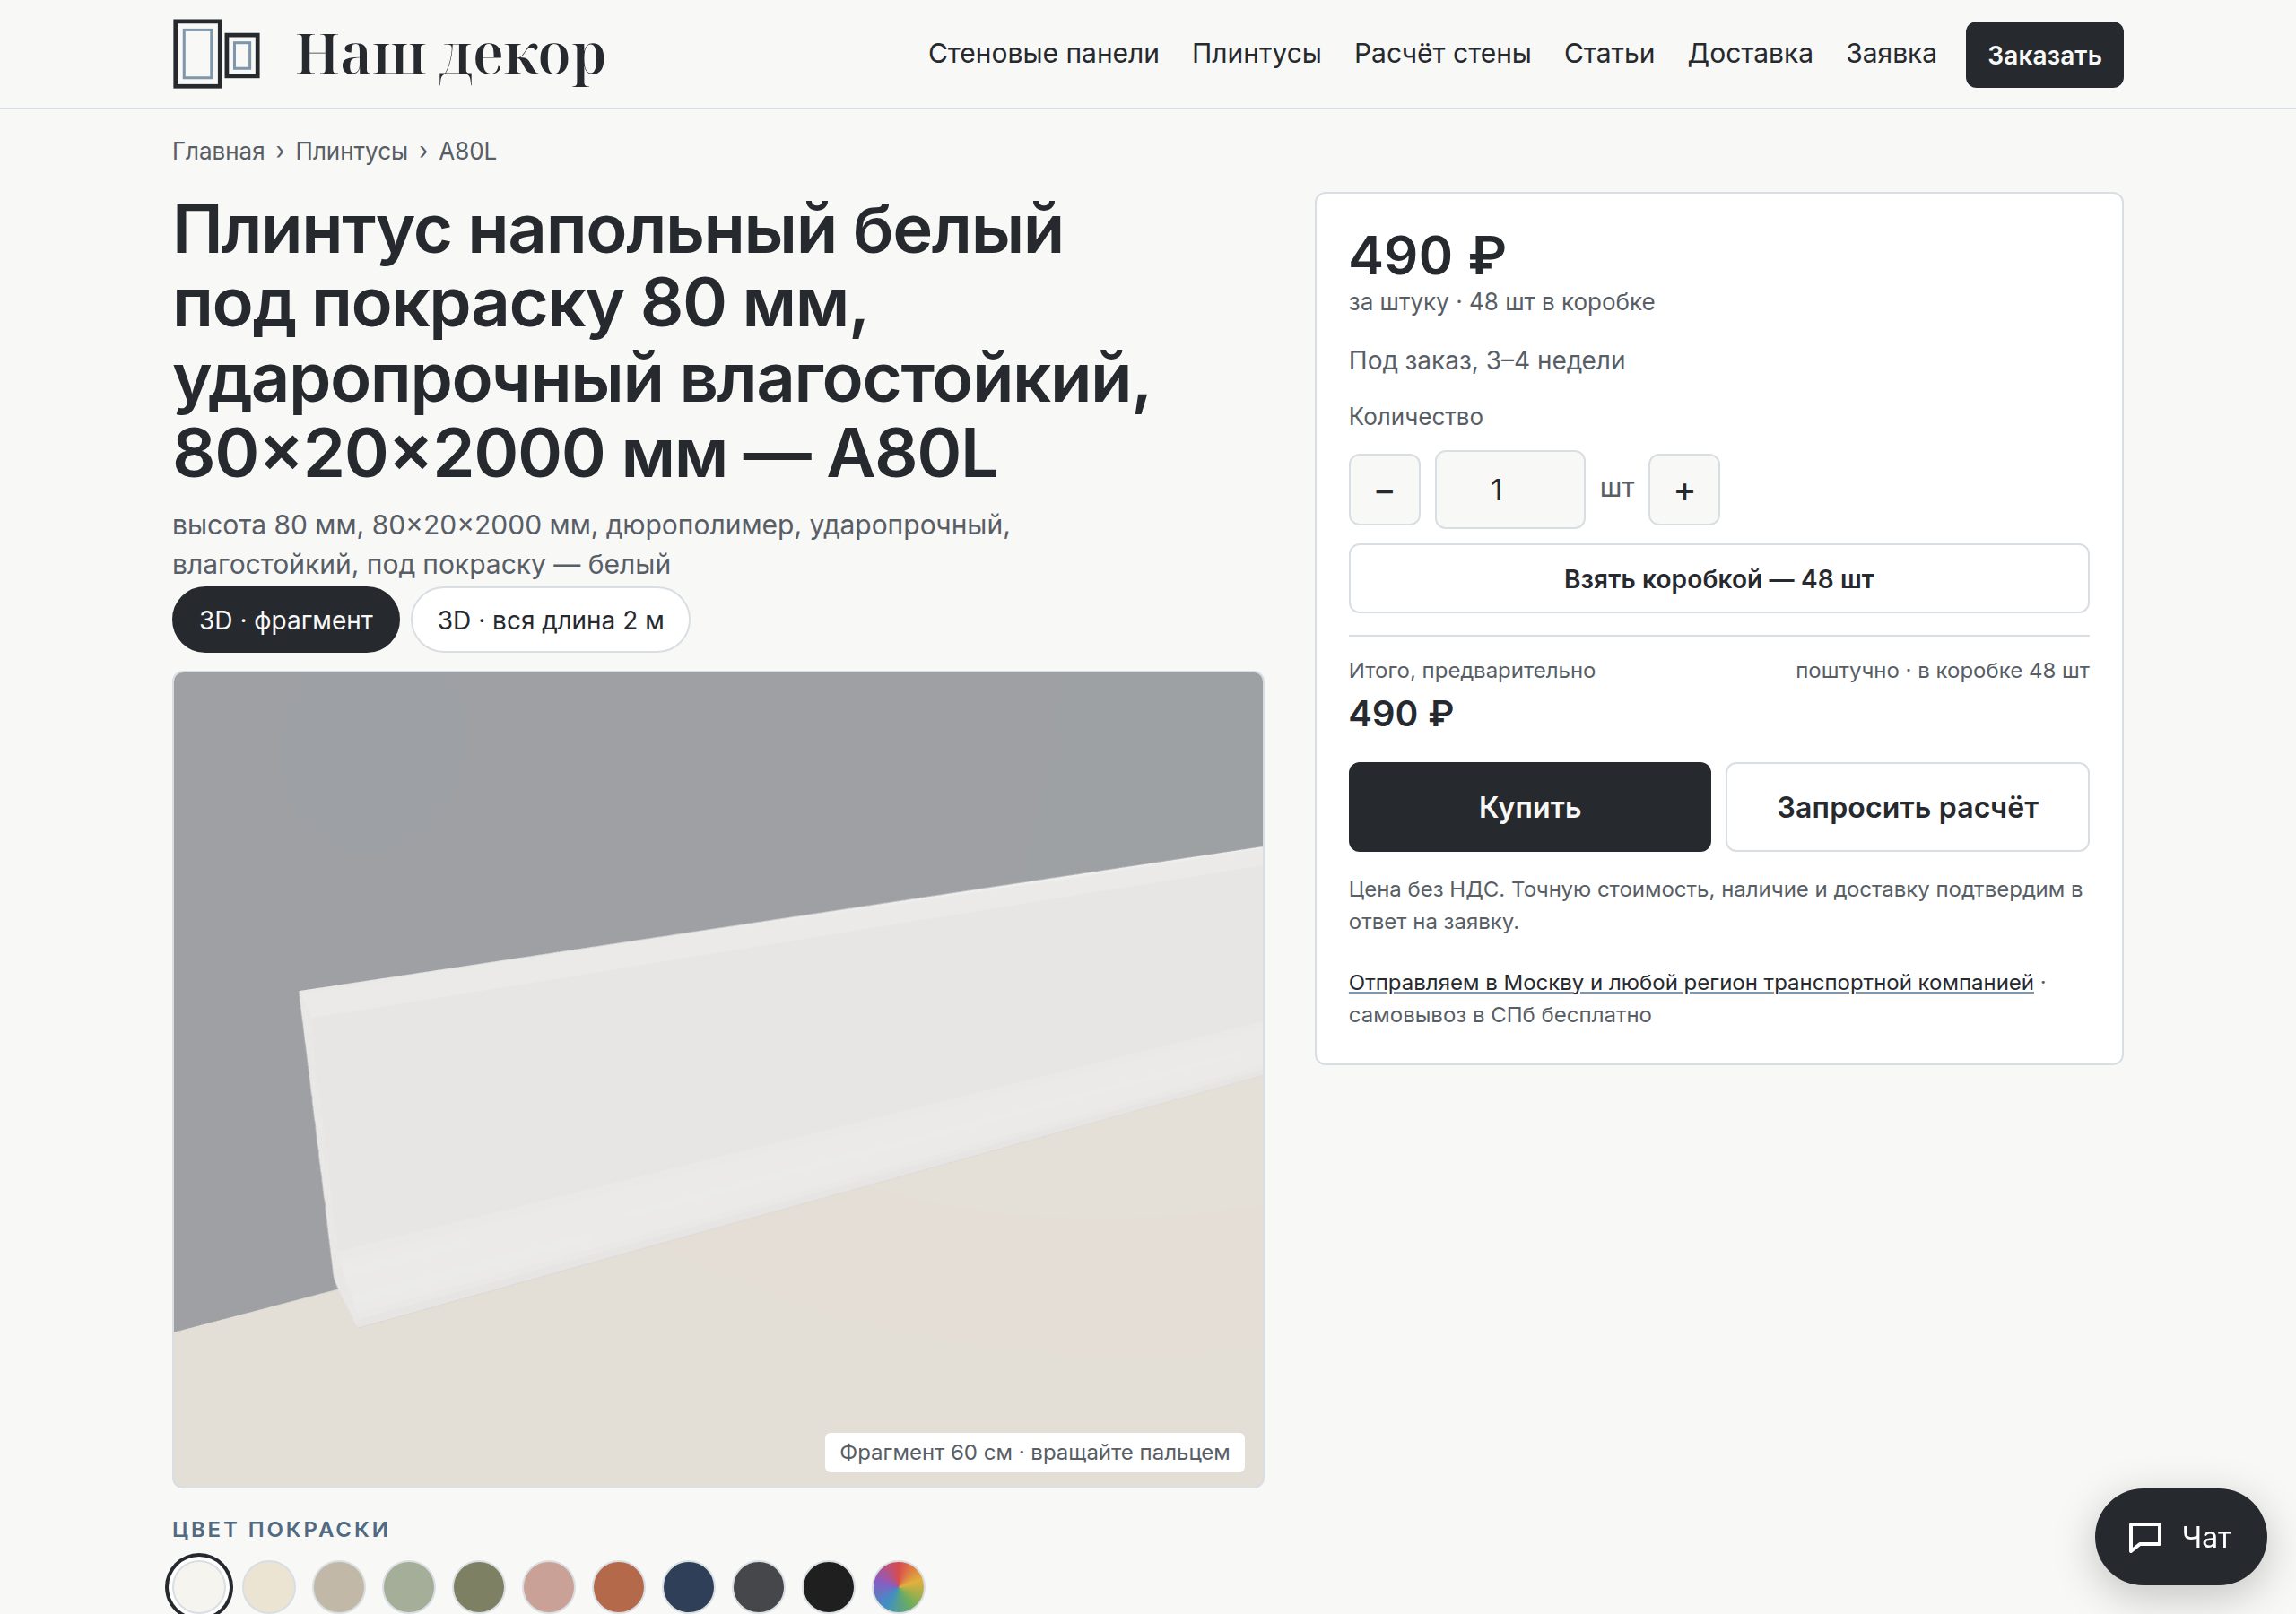 Наш декор
Стеновые панели
Плинтусы
Расчёт стены
Статьи
Доставка
Заявка
Заказать
Главная › Плинтусы › A80L
Плинтус напольный белый
под покраску 80 мм,
ударопрочный влагостойкий,
80×20×2000 мм — A80L
высота 80 мм, 80×20×2000 мм, дюрополимер, ударопрочный,
влагостойкий, под покраску — белый
3D · фрагмент
3D · вся длина 2 м
Фрагмент 60 см · вращайте пальцем
ЦВЕТ ПОКРАСКИ
490 ₽
за штуку · 48 шт в коробке
Под заказ, 3–4 недели
Количество
− 1 шт +
Взять коробкой — 48 шт
Итого, предварительно
поштучно · в коробке 48 шт
490 ₽
Купить
Запросить расчёт
Цена без НДС. Точную стоимость, наличие и доставку подтвердим в
ответ на заявку.
Отправляем в Москву и любой регион транспортной компанией ·
самовывоз в СПб бесплатно
Чат